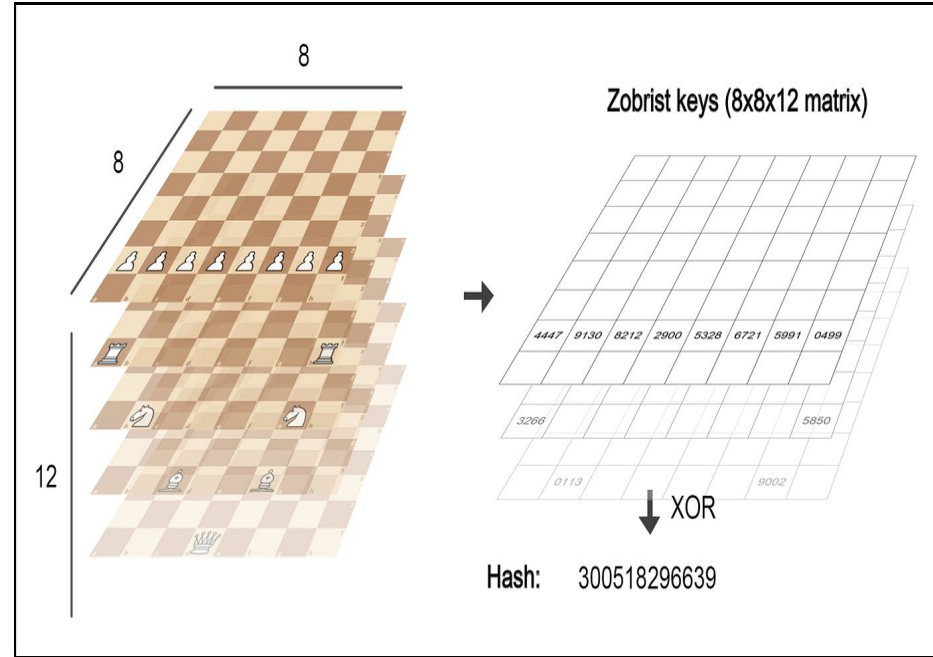 8
Zobrist keys (8x8x12 matrix)
8
4447 9130 8212 2900 5328 6721 5991 0499
3266 5850
12
0113 9002
XOR
Hash: 300518296639